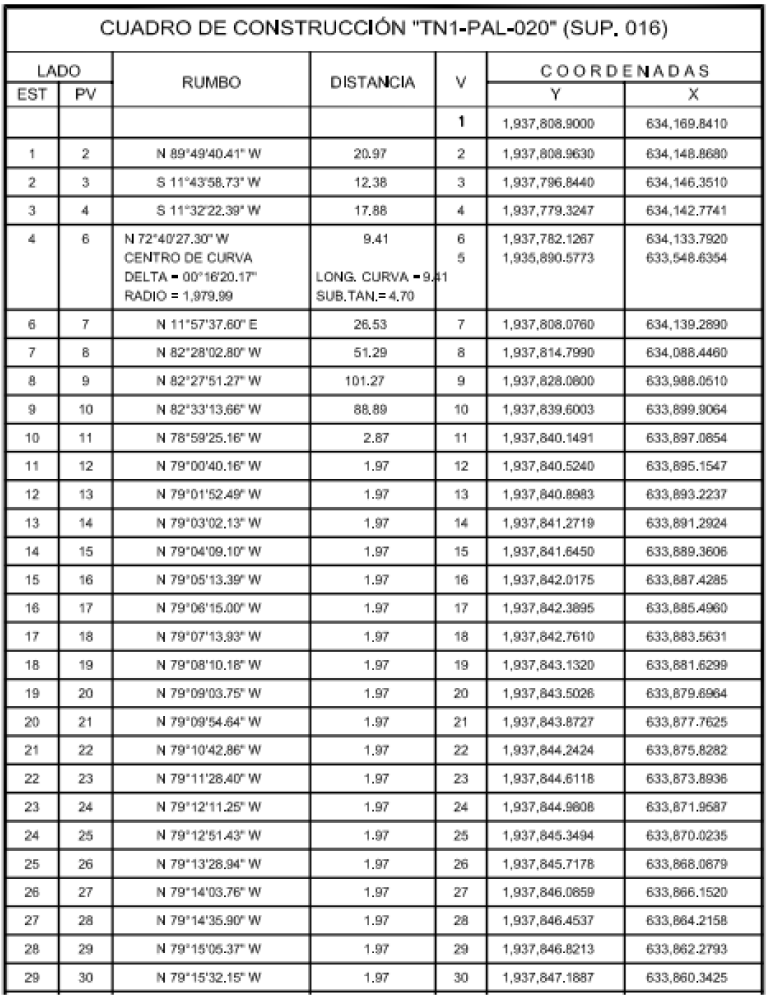 CUADRO DE CONSTRUCCIÓN "TN1-PAL-020" (SUP. 016)
LADO RUMBO DISTANCIA V COORDENADAS
EST PV Y X
1 1,937,808.9000 634,169.8410
1 2 N 89°49'40.41" W 20.97 2 1,937,808.9630 634,148.8680
2 3 S 11°43'58.73" W 12.38 3 1,937,796.8440 634,146.3510
3 4 S 11°32'22.39" W 17.88 4 1,937,779.3247 634,142.7741
4 6 N 72°40'27.30" W 9.41 6 1,937,782.1267 634,133.7920
CENTRO DE CURVA 5 1,935,890.5773 633,548.6354
DELTA = 00°16'20.17" LONG. CURVA = 9.41
RADIO = 1,979.99 SUB.TAN.= 4.70
6 7 N 11°57'37.60" E 26.53 7 1,937,808.0760 634,139.2890
7 8 N 82°28'02.80" W 51.29 8 1,937,814.7990 634,088.4460
8 9 N 82°27'51.27" W 101.27 9 1,937,828.0800 633,988.0510
9 10 N 82°33'13.66" W 88.89 10 1,937,839.6003 633,899.9064
10 11 N 78°59'25.16" W 2.87 11 1,937,840.1491 633,897.0854
11 12 N 79°00'40.16" W 1.97 12 1,937,840.5240 633,895.1547
12 13 N 79°01'52.49" W 1.97 13 1,937,840.8983 633,893.2237
13 14 N 79°03'02.13" W 1.97 14 1,937,841.2719 633,891.2924
14 15 N 79°04'09.10" W 1.97 15 1,937,841.6450 633,889.3606
15 16 N 79°05'13.39" W 1.97 16 1,937,842.0175 633,887.4285
16 17 N 79°06'15.00" W 1.97 17 1,937,842.3895 633,885.4960
17 18 N 79°07'13.93" W 1.97 18 1,937,842.7610 633,883.5631
18 19 N 79°08'10.18" W 1.97 19 1,937,843.1320 633,881.6299
19 20 N 79°09'03.75" W 1.97 20 1,937,843.5026 633,879.6964
20 21 N 79°09'54.64" W 1.97 21 1,937,843.8727 633,877.7625
21 22 N 79°10'42.86" W 1.97 22 1,937,844.2424 633,875.8282
22 23 N 79°11'28.40" W 1.97 23 1,937,844.6118 633,873.8936
23 24 N 79°12'11.25" W 1.97 24 1,937,844.9808 633,871.9587
24 25 N 79°12'51.43" W 1.97 25 1,937,845.3494 633,870.0235
25 26 N 79°13'28.94" W 1.97 26 1,937,845.7178 633,868.0879
26 27 N 79°14'03.76" W 1.97 27 1,937,846.0859 633,866.1520
27 28 N 79°14'35.90" W 1.97 28 1,937,846.4537 633,864.2158
28 29 N 79°15'05.37" W 1.97 29 1,937,846.8213 633,862.2793
29 30 N 79°15'32.15" W 1.97 30 1,937,847.1887 633,860.3425